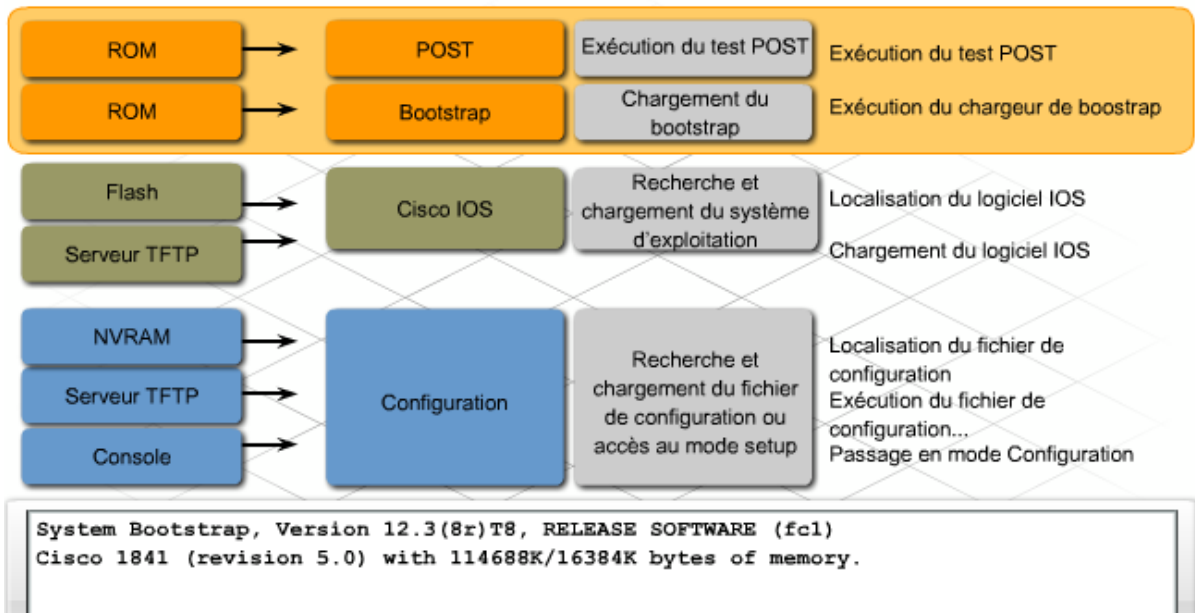 ROM
POST
Exécution du test POST
Exécution du test POST
ROM
Bootstrap
Chargement du
bootstrap
Exécution du chargeur de boostrap
Flash
Serveur TFTP
Cisco IOS
Recherche et
chargement du système
d'exploitation
Localisation du logiciel IOS
Chargement du logiciel IOS
NVRAM
Serveur TFTP
Console
Configuration
Recherche et
chargement du fichier
de configuration ou
accès au mode setup
Localisation du fichier de
configuration
Exécution du fichier de
configuration...
Passage en mode Configuration
System Bootstrap, Version 12.3(8r)T8, RELEASE SOFTWARE (fc1)
Cisco 1841 (revision 5.0) with 114688K/16384K bytes of memory.